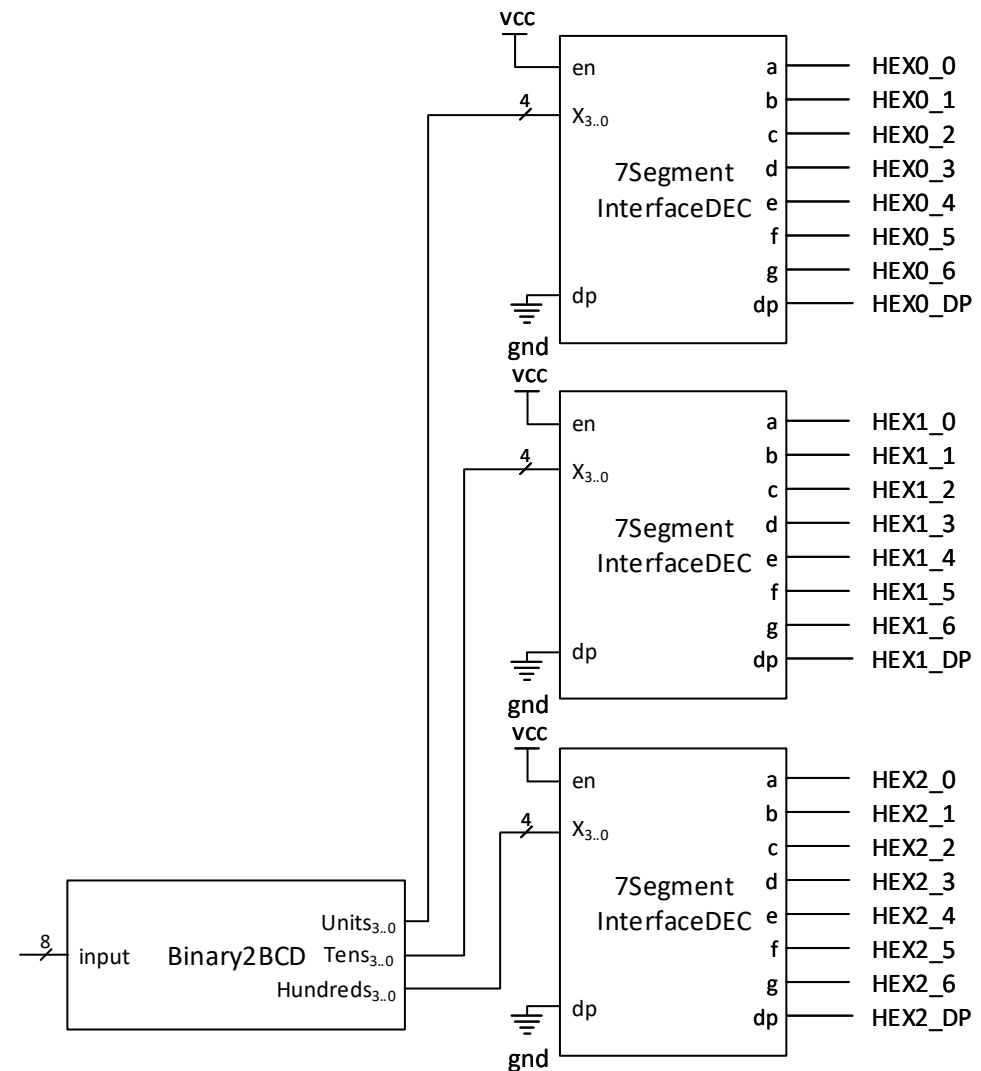 vcc
en
4
X3..0
7Segment
InterfaceDEC
dp
gnd
a
b
c
d
e
f
g
dp
HEX0_0
HEX0_1
HEX0_2
HEX0_3
HEX0_4
HEX0_5
HEX0_6
HEX0_DP
vcc
en
4
X3..0
7Segment
InterfaceDEC
dp
gnd
a
b
c
d
e
f
g
dp
HEX1_0
HEX1_1
HEX1_2
HEX1_3
HEX1_4
HEX1_5
HEX1_6
HEX1_DP
vcc
en
4
X3..0
7Segment
InterfaceDEC
dp
gnd
a
b
c
d
e
f
g
dp
HEX2_0
HEX2_1
HEX2_2
HEX2_3
HEX2_4
HEX2_5
HEX2_6
HEX2_DP
8
input
Binary2BCD
Units3..0
Tens3..0
Hundreds3..0